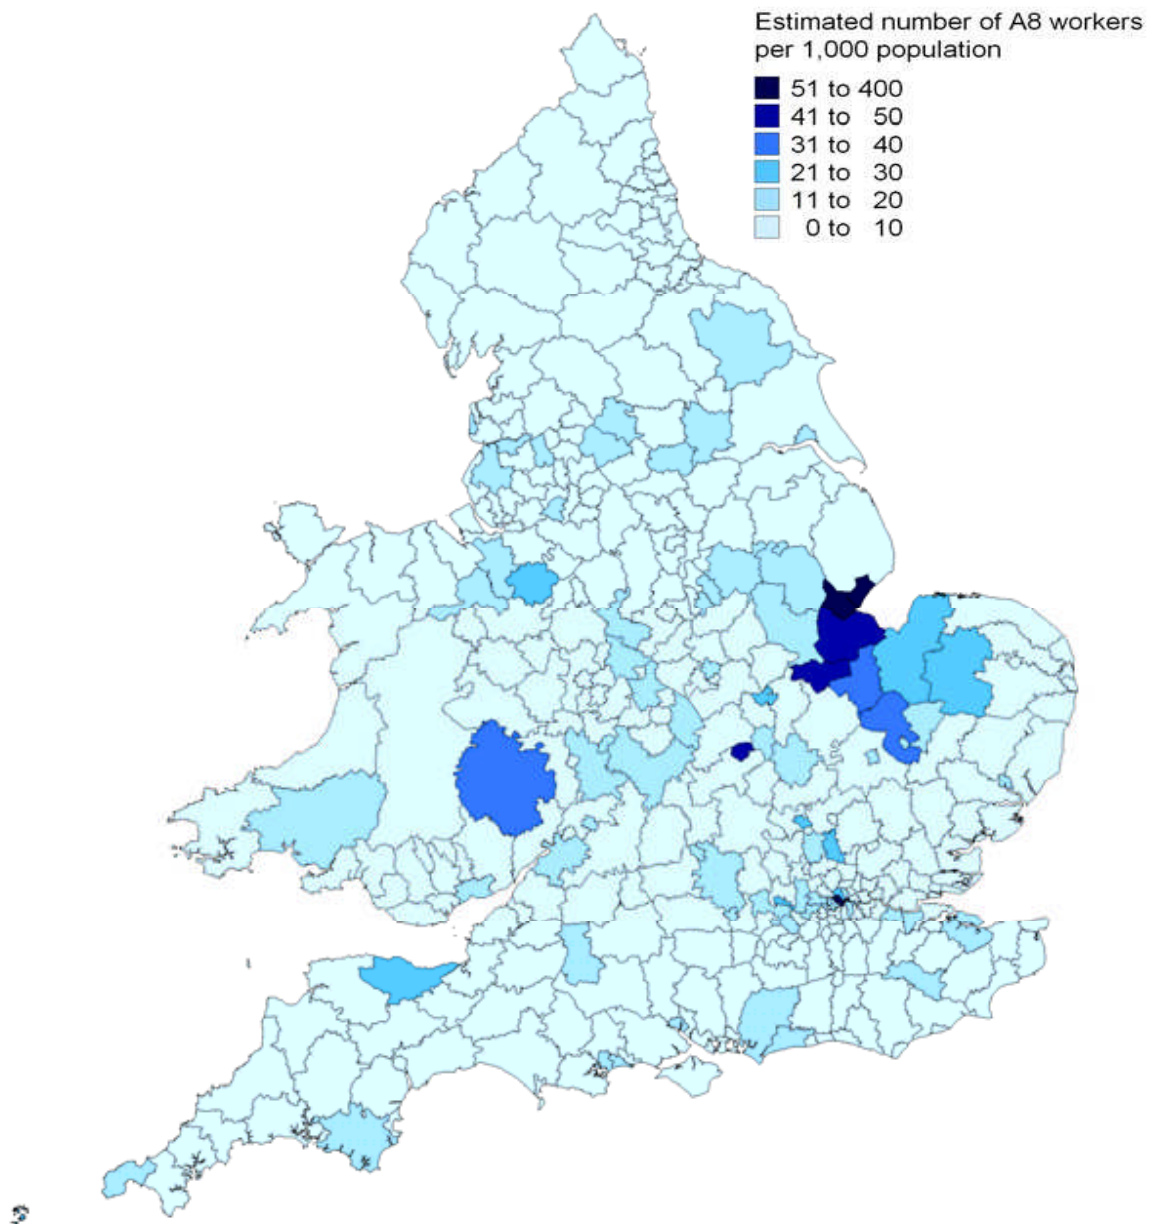 Estimated number of A8 workers
per 1,000 population
51 to 400
41 to 50
31 to 40
21 to 30
11 to 20
0 to 10